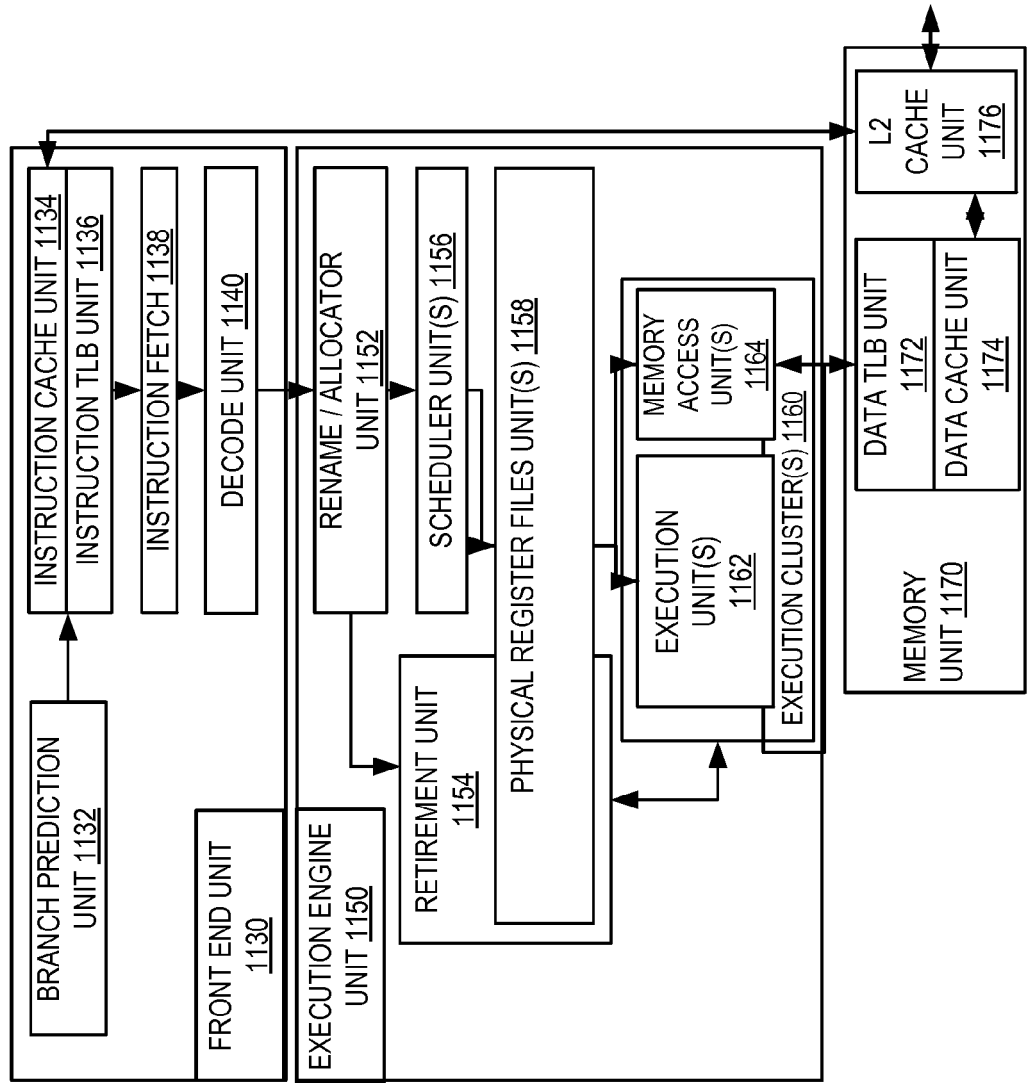 BRANCH PREDICTION
UNIT 1132
INSTRUCTION CACHE UNIT 1134
INSTRUCTION TLB UNIT 1136
INSTRUCTION FETCH 1138
DECODE UNIT 1140
FRONT END UNIT
1130
EXECUTION ENGINE
UNIT 1150
RENAME / ALLOCATOR
UNIT 1152
RETIREMENT UNIT
1154
SCHEDULER UNIT(S) 1156
PHYSICAL REGISTER FILES UNIT(S) 1158
EXECUTION
UNIT(S)
1162
MEMORY
ACCESS
UNIT(S)
1164
EXECUTION CLUSTER(S) 1160
MEMORY
UNIT 1170
DATA TLB UNIT
1172
DATA CACHE UNIT
1174
L2
CACHE
UNIT
1176